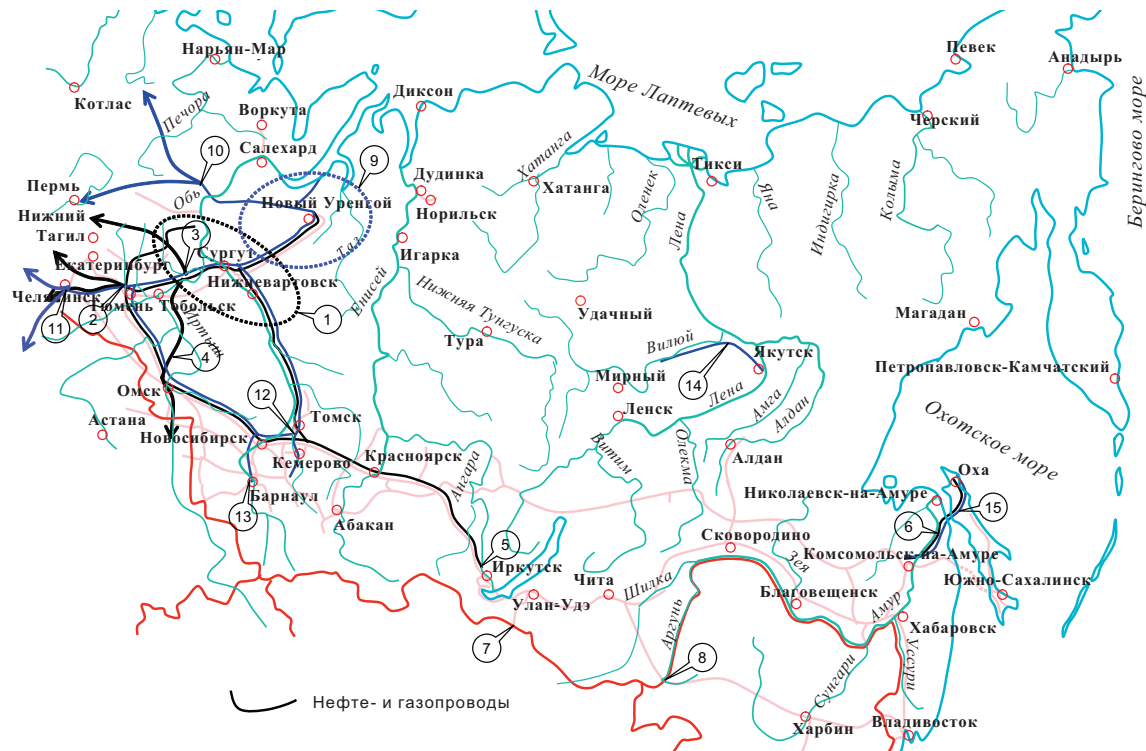 Нарьян-Мар
Певек
Анадырь
Котлас
Печора
Диксон
Море Лаптевых
Берингово море
Воркута
Черский
Салехард
10
9
Хатанга
Тикси
Пермь
Обь
Дудинка
Хатанга
Оленек
Яна
Индигирка
Колыма
Нижний
Тагил
Новый Уренгой
Норильск
Лена
3
Таз
Игарка
Екатеринбург
Сургут
Енисей
Челябинск
Тюмень
Тобольск
Нижневартовск
Нижняя Тунгуска
Удачный
Магадан
11
2
1
Иртыш
Тура
Вилюй
Якутск
4
14
Петропавловск-Камчатский
Омск
Мирный
Лена
Амга
Охотское море
12
Томск
Ленск
Алдан
Астана
Новосибирск
Витим
Олекма
Алдан
Кемерово
Красноярск
Ангара
Оха
Барнаул
Николаевск-на-Амуре
15
13
Абакан
6
Сковородино
5
Иркутск
Зея
Комсомольск-на-Амуре
Чита
Шилка
Южно-Сахалинск
Улан-Удэ
Благовещенск
Амур
Аргунь
Хабаровск
7
8
Сунгари
Уссури
Нефте- и газопроводы
Харбин
Владивосток